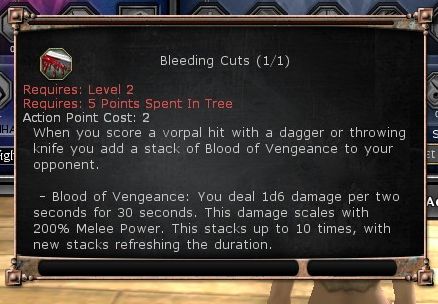 Bleeding Cuts (1/1)
Requires: Level 2
Requires: 5 Points Spent In Tree
Action Point Cost: 2
When you score a vorpal hit with a dagger or throwing
knife you add a stack of Blood of Vengeance to your
opponent.
- Blood of Vengeance: You deal 1d6 damage per two
seconds for 30 seconds. This damage scales with
200% Melee Power. This stacks up to 10 times, with
new stacks refreshing the duration.